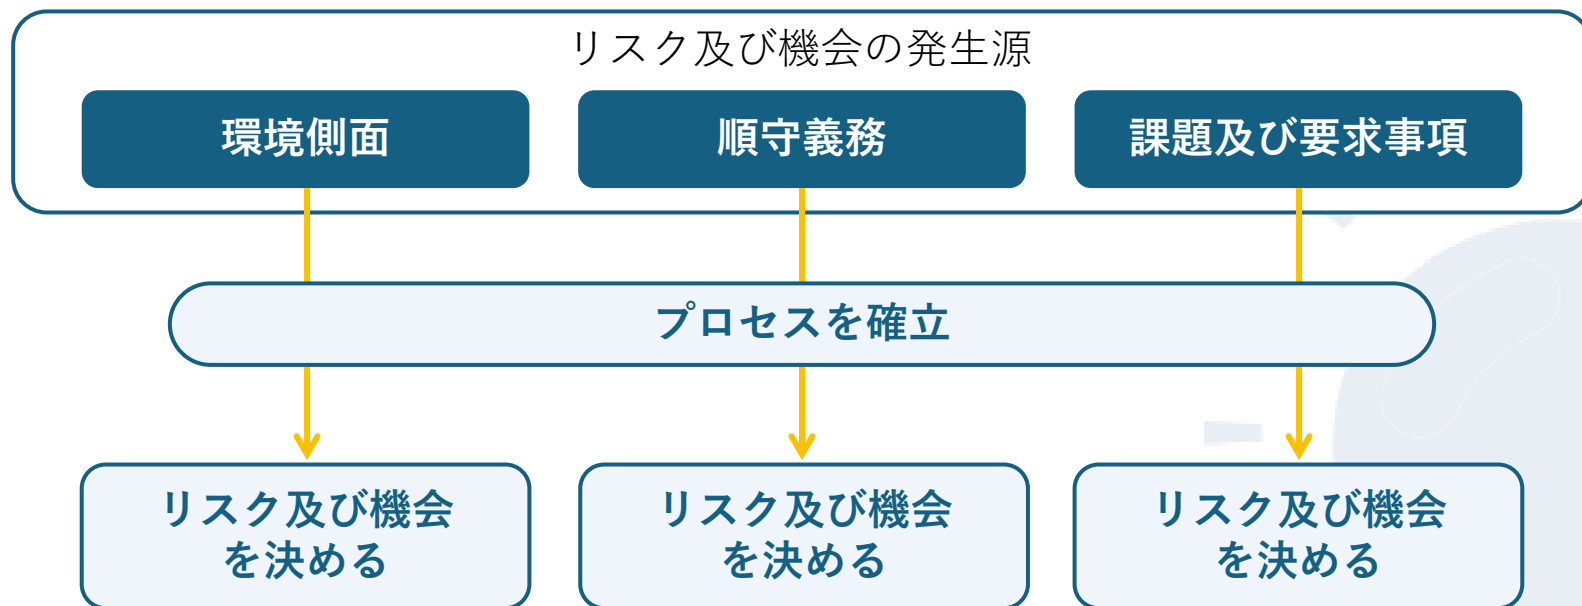 リスク及び機会の発生源
環境側面
順守義務
課題及び要求事項
プロセスを確立
リスク及び機会
を決める
リスク及び機会
を決める
リスク及び機会
を決める